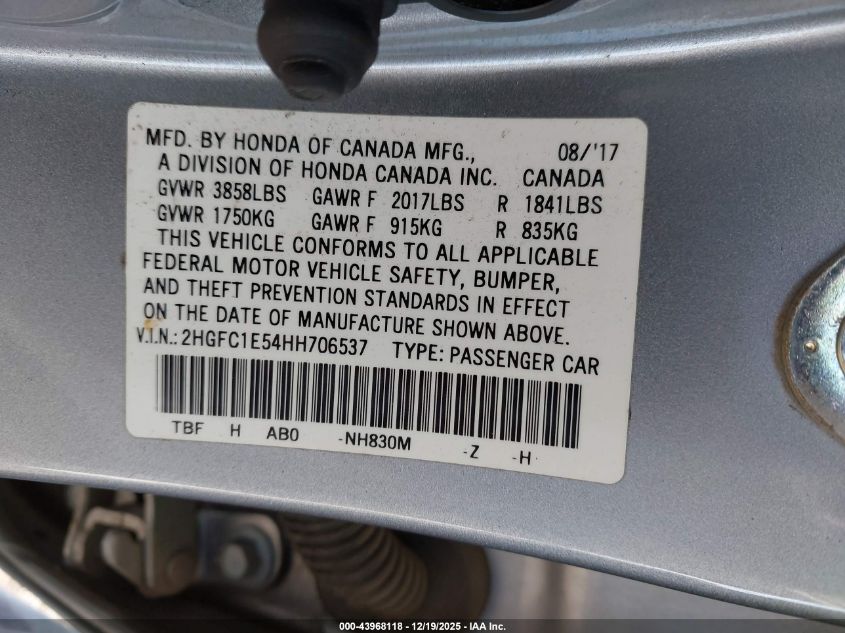 MFD. BY HONDA OF CANADA MFG., 08/'17
A DIVISION OF HONDA CANADA INC. CANADA
GVWR 3858LBS GAWR F 2017LBS R 1841LBS
GVWR 1750KG GAWR F 915KG R 835KG
THIS VEHICLE CONFORMS TO ALL APPLICABLE
FEDERAL MOTOR VEHICLE SAFETY, BUMPER,
AND THEFT PREVENTION STANDARDS IN EFFECT
ON THE DATE OF MANUFACTURE SHOWN ABOVE.
V.I.N.: 2HGFC1E54HH706537 TYPE: PASSENGER CAR
TBF H AB0 -NH830M -Z -H
000-43968118 - 12/19/2025 - IAA Inc.